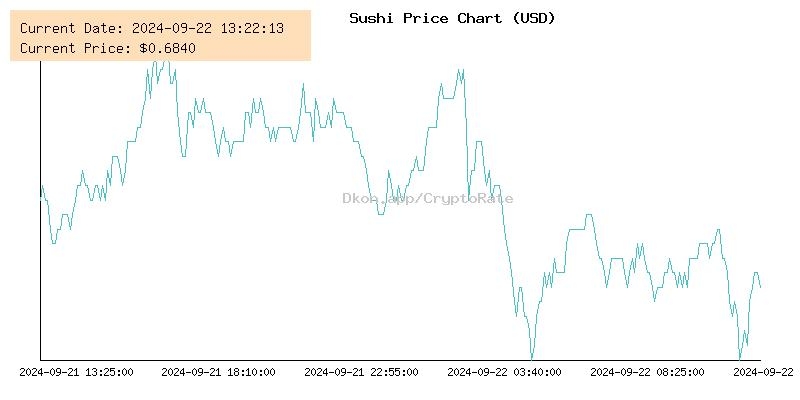 Sushi Price Chart (USD)
Current Date: 2024-09-22 13:22:13
Current Price: $0.6840
Dkon.app/CryptoRate
2024-09-21 13:25:00 2024-09-21 18:10:00 2024-09-21 22:55:00 2024-09-22 03:40:00 2024-09-22 08:25:00 2024-09-22